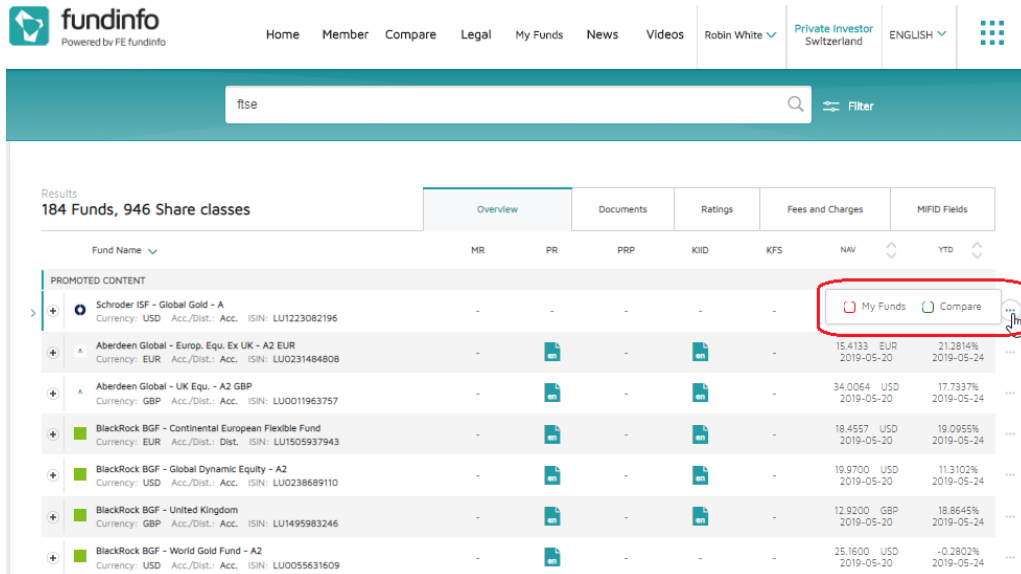 fundinfo
Powered by FE fundinfo
Home Member Compare Legal My Funds News Videos Robin White Private Investor Switzerland ENGLISH
ftse
Filter
Results
184 Funds, 946 Share classes
Overview Documents Ratings Fees and Charges MiFID Fields
Fund Name MR PR PRP KIID KFS NAV YTD
PROMOTED CONTENT
Schroder ISF - Global Gold - A
Currency: USD Acc./Dist.: Acc. ISIN: LU1223082196
- - - - -
My Funds Compare
Aberdeen Global - Europ. Equ. Ex UK - A2 EUR
Currency: EUR Acc./Dist.: Acc. ISIN: LU0231484808
- en - en - 15.4133 EUR 21.2814%
2019-05-20 2019-05-24
Aberdeen Global - UK Equ. - A2 GBP
Currency: GBP Acc./Dist.: Acc. ISIN: LU0011963757
- en - en - 34.0064 USD 17.7337%
2019-05-20 2019-05-24
BlackRock BGF - Continental European Flexible Fund
Currency: EUR Acc./Dist.: Dist. ISIN: LU1505937943
- en - en - 18.4557 USD 19.0955%
2019-05-20 2019-05-24
BlackRock BGF - Global Dynamic Equity - A2
Currency: USD Acc./Dist.: Acc. ISIN: LU0238689110
- en - en - 19.9700 USD 11.3102%
2019-05-20 2019-05-24
BlackRock BGF - United Kingdom
Currency: GBP Acc./Dist.: Acc. ISIN: LU1495983246
- en - en - 12.9200 GBP 18.8645%
2019-05-20 2019-05-24
BlackRock BGF - World Gold Fund - A2
Currency: USD Acc./Dist.: Acc. ISIN: LU0055631609
- en - - - 25.1600 USD -0.2802%
2019-05-20 2019-05-24